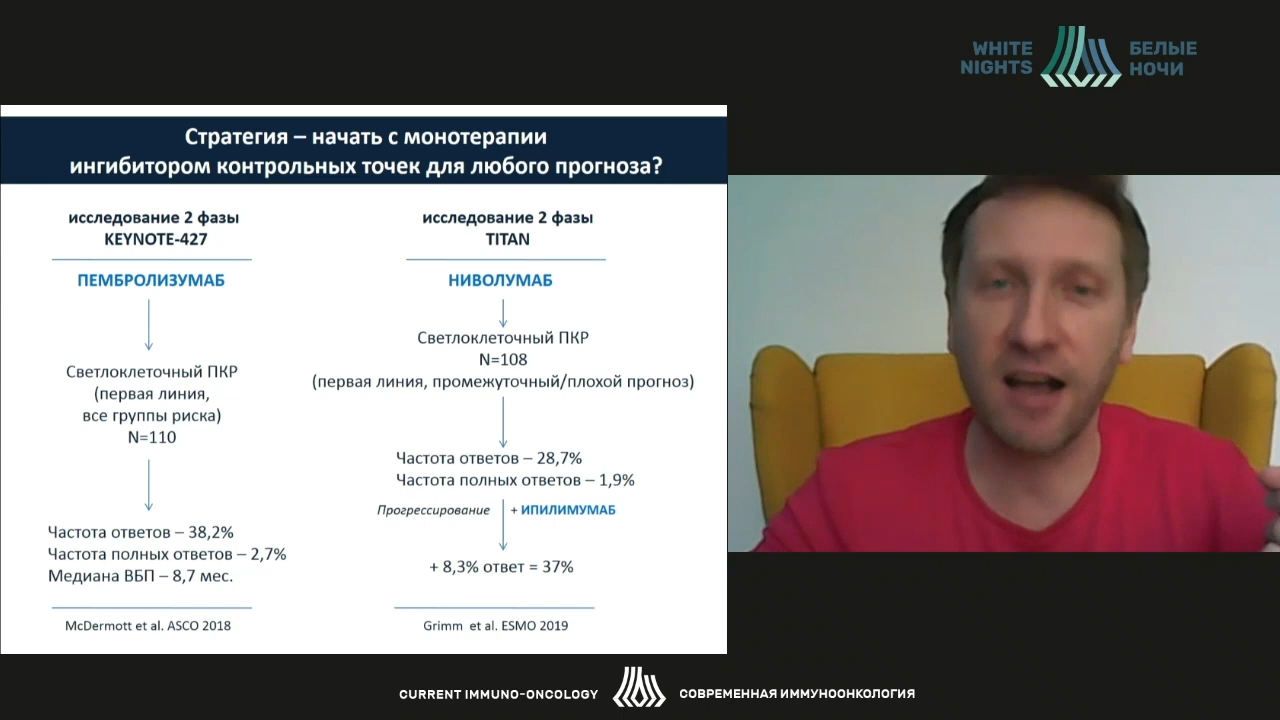 WHITE
NIGHTS
БЕЛЫЕ
НОЧИ
Стратегия – начать с монотерапии
ингибитором контрольных точек для любого прогноза?
исследование 2 фазы
KEYNOTE-427
ПЕМБРОЛИЗУМАБ
Светлоклеточный ПКР
(первая линия,
все группы риска)
N=110
Частота ответов – 38,2%
Частота полных ответов – 2,7%
Медиана ВБП – 8,7 мес.
McDermott et al. ASCO 2018
исследование 2 фазы
TITAN
НИВОЛУМАБ
Светлоклеточный ПКР
N=108
(первая линия, промежуточный/плохой прогноз)
Частота ответов – 28,7%
Частота полных ответов – 1,9%
Прогрессирование + ИПИЛИМУМАБ
+ 8,3% ответ = 37%
Grimm et al. ESMO 2019
CURRENT IMMUNO-ONCOLOGY
СОВРЕМЕННАЯ ИММУНООНКОЛОГИЯ